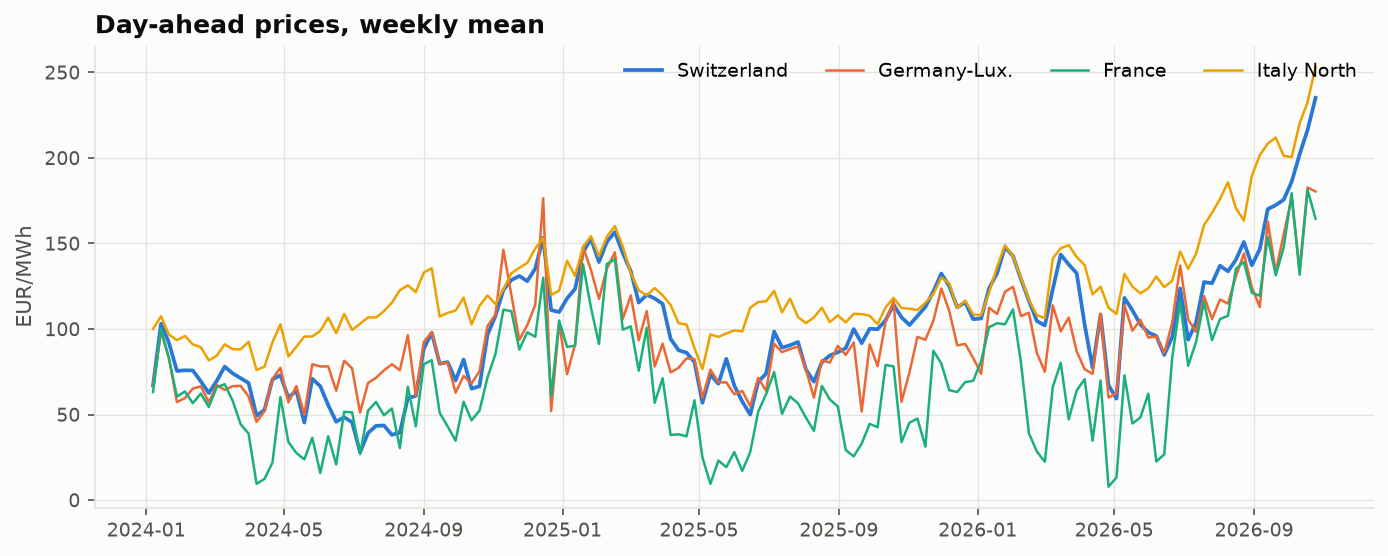 Day-ahead prices, weekly mean
Switzerland Germany-Lux. France Italy North
EUR/MWh
250
200
150
100
50
0
2024-01 2024-05 2024-09 2025-01 2025-05 2025-09 2026-01 2026-05 2026-09